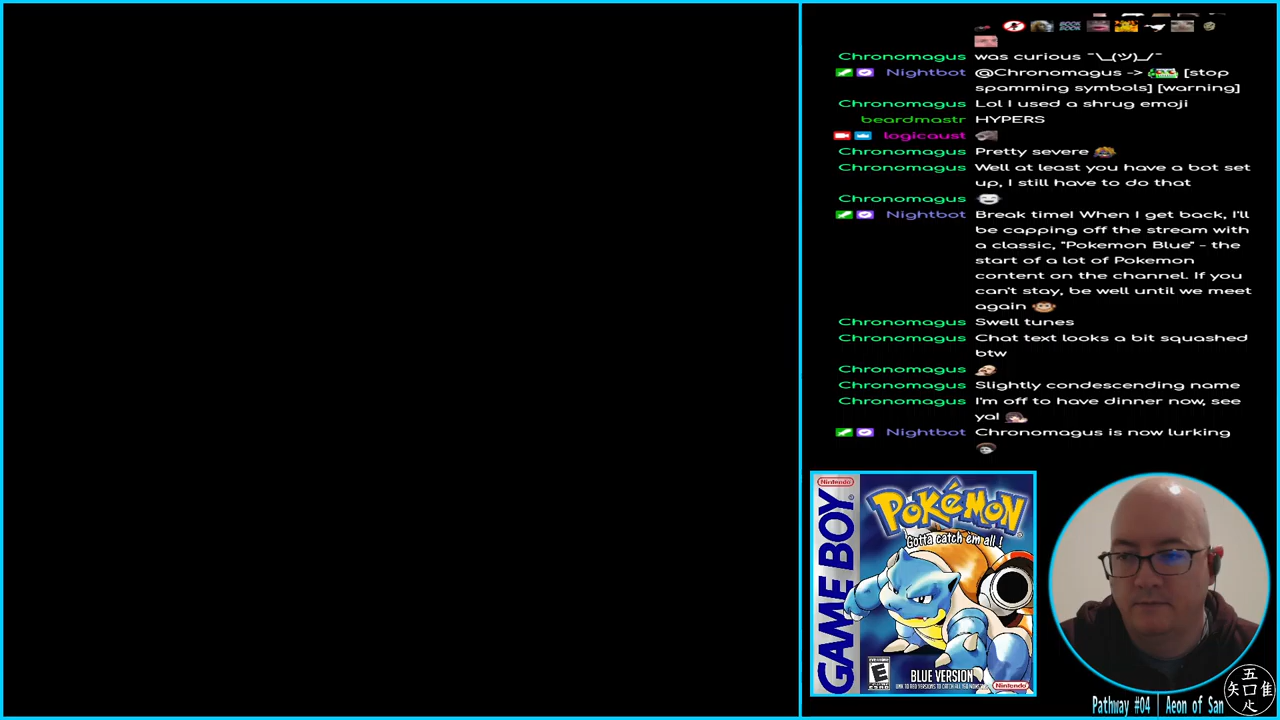 Chronomagus was curious ¯\_(ツ)_/¯
Nightbot @Chronomagus -> [stop
spamming symbols] [warning]
Chronomagus Lol I used a shrug emoji
beardmastr HYPERS
logicaust
Chronomagus Pretty severe
Chronomagus Well at least you have a bot set
up, I still have to do that
Chronomagus
Nightbot Break time! When I get back, I'll
be capping off the stream with
a classic, "Pokemon Blue" - the
start of a lot of Pokemon
content on the channel. If you
can't stay, be well until we meet
again
Chronomagus Swell tunes
Chronomagus Chat text looks a bit squashed
btw
Chronomagus
Chronomagus Slightly condescending name
Chronomagus I'm off to have dinner now, see
ya!
Nightbot Chronomagus is now lurking
Nintendo
GAME BOY
POKéMON
Gotta catch 'em all!
E
BLUE VERSION
Nintendo
五
矢口隹
疋
Pathway #04 | Aeon of San